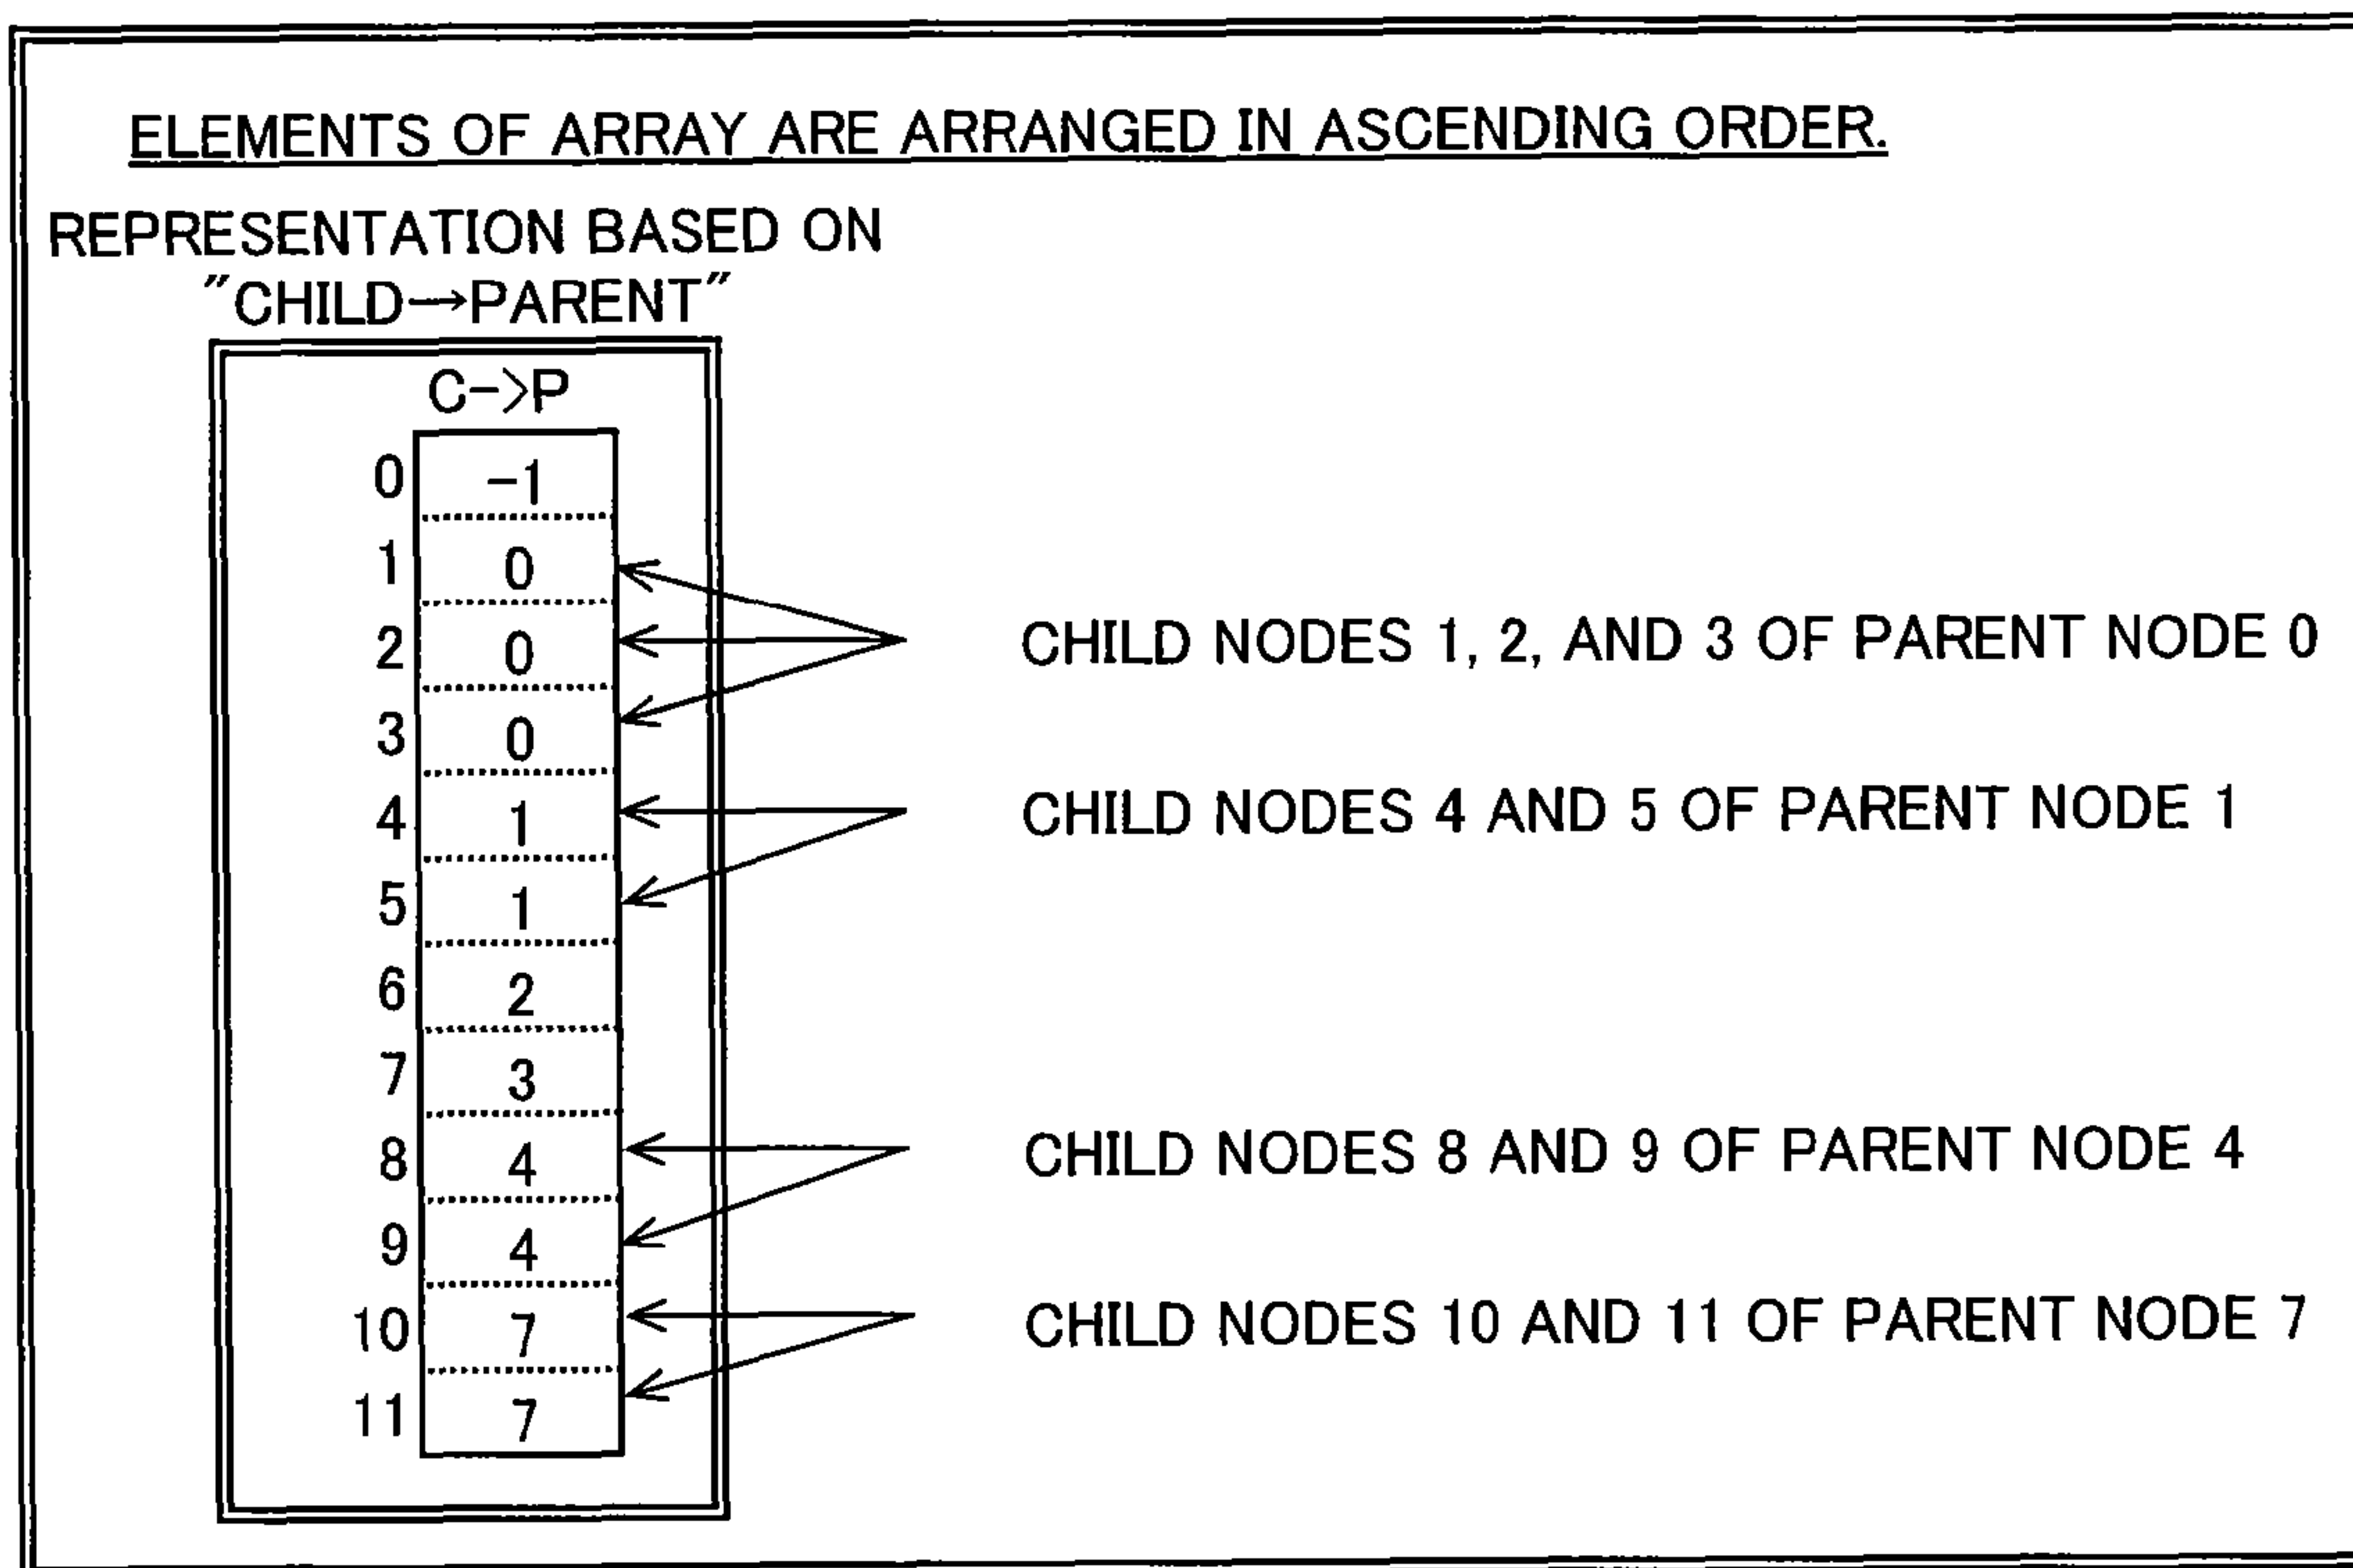 ELEMENTS OF ARRAY ARE ARRANGED IN ASCENDING ORDER.
REPRESENTATION BASED ON
"CHILD→PARENT"
C->P
0 -1
1 0
2 0
3 0
4 1
5 1
6 2
7 3
8 4
9 4
10 7
11 7
CHILD NODES 1, 2, AND 3 OF PARENT NODE 0
CHILD NODES 4 AND 5 OF PARENT NODE 1
CHILD NODES 8 AND 9 OF PARENT NODE 4
CHILD NODES 10 AND 11 OF PARENT NODE 7